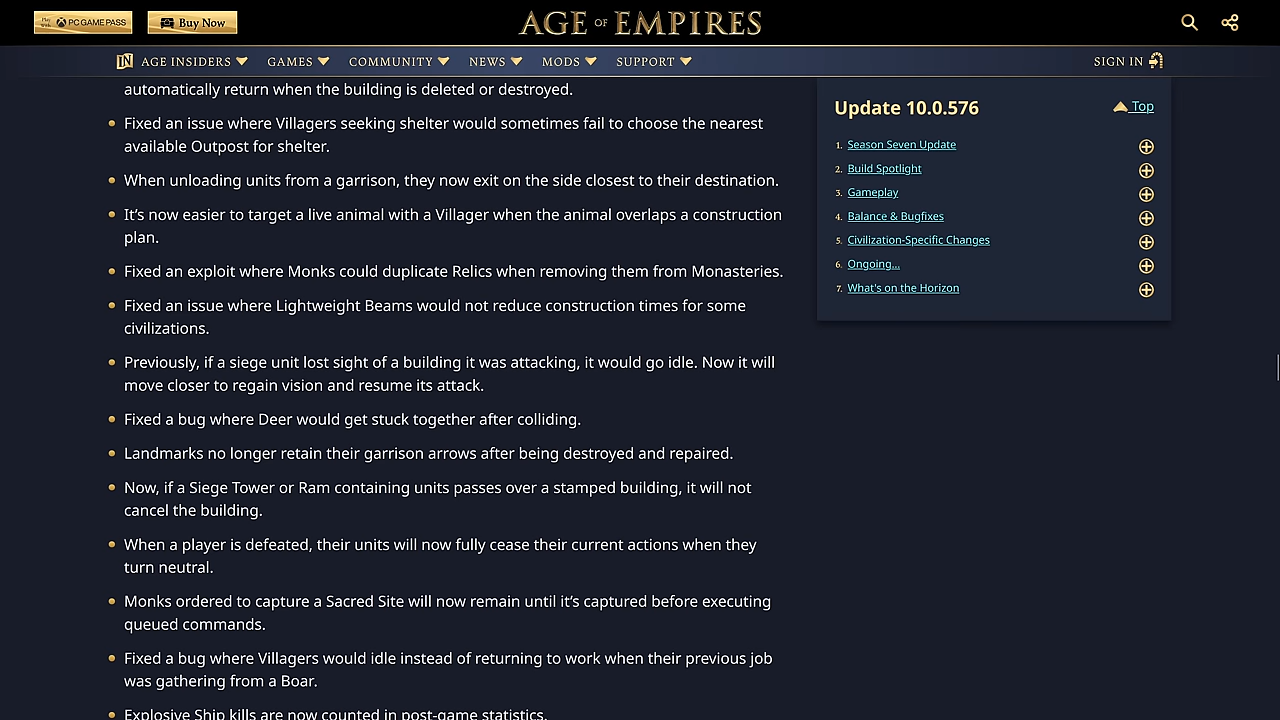 Play with PC GAME PASS
Buy Now
AGE OF EMPIRES
AGE INSIDERS
GAMES
COMMUNITY
NEWS
MODS
SUPPORT
SIGN IN
automatically return when the building is deleted or destroyed.
Fixed an issue where Villagers seeking shelter would sometimes fail to choose the nearest
available Outpost for shelter.
When unloading units from a garrison, they now exit on the side closest to their destination.
It’s now easier to target a live animal with a Villager when the animal overlaps a construction
plan.
Fixed an exploit where Monks could duplicate Relics when removing them from Monasteries.
Fixed an issue where Lightweight Beams would not reduce construction times for some
civilizations.
Previously, if a siege unit lost sight of a building it was attacking, it would go idle. Now it will
move closer to regain vision and resume its attack.
Fixed a bug where Deer would get stuck together after colliding.
Landmarks no longer retain their garrison arrows after being destroyed and repaired.
Now, if a Siege Tower or Ram containing units passes over a stamped building, it will not
cancel the building.
When a player is defeated, their units will now fully cease their current actions when they
turn neutral.
Monks ordered to capture a Sacred Site will now remain until it’s captured before executing
queued commands.
Fixed a bug where Villagers would idle instead of returning to work when their previous job
was gathering from a Boar.
Explosive Ship kills are now counted in post-game statistics.
Update 10.0.576
Top
1. Season Seven Update
2. Build Spotlight
3. Gameplay
4. Balance & Bugfixes
5. Civilization-Specific Changes
6. Ongoing...
7. What's on the Horizon